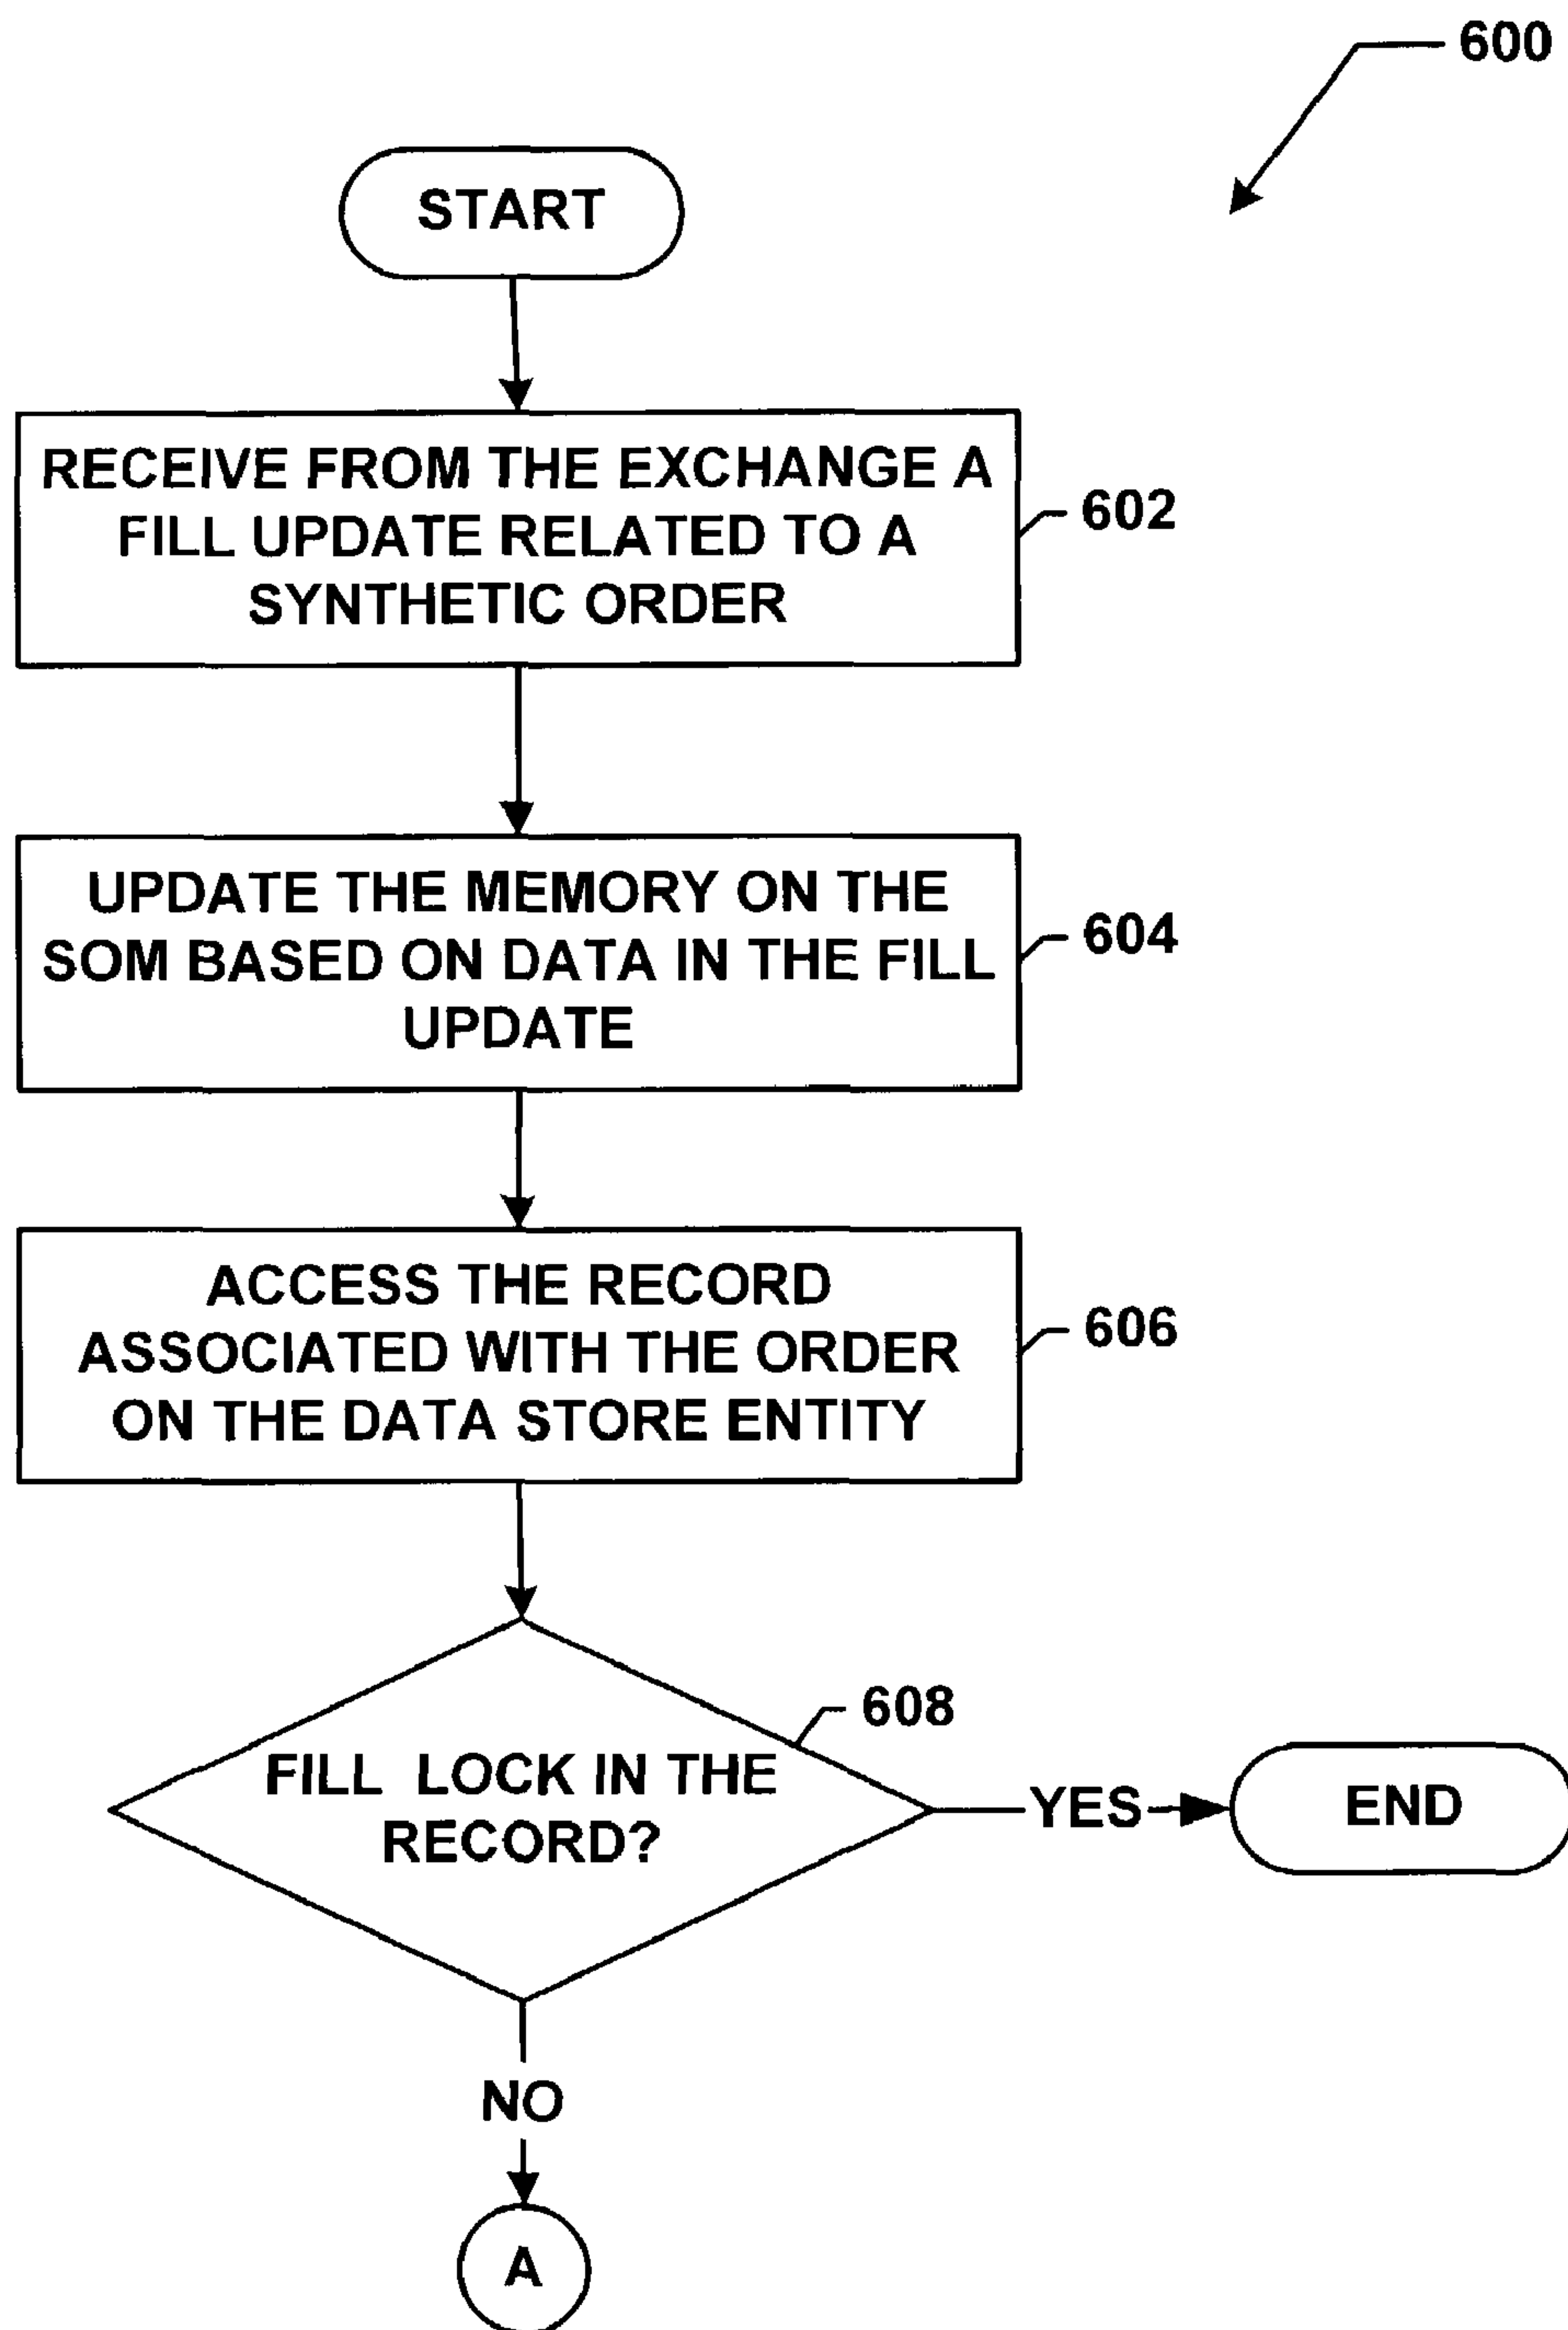 600
START
RECEIVE FROM THE EXCHANGE A
FILL UPDATE RELATED TO A
SYNTHETIC ORDER
602
UPDATE THE MEMORY ON THE
SOM BASED ON DATA IN THE FILL
UPDATE
604
ACCESS THE RECORD
ASSOCIATED WITH THE ORDER
ON THE DATA STORE ENTITY
606
608
FILL LOCK IN THE
RECORD?
YES
END
NO
A